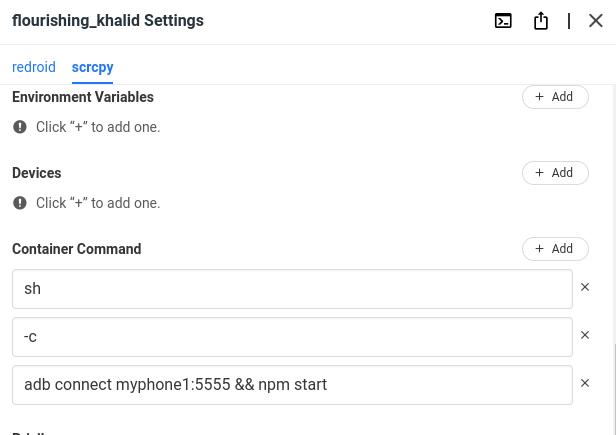 flourishing_khalid Settings
redroid
scrcpy
Environment Variables
+ Add
Click “+” to add one.
Devices
+ Add
Click “+” to add one.
Container Command
+ Add
sh
-c
adb connect myphone1:5555 && npm start